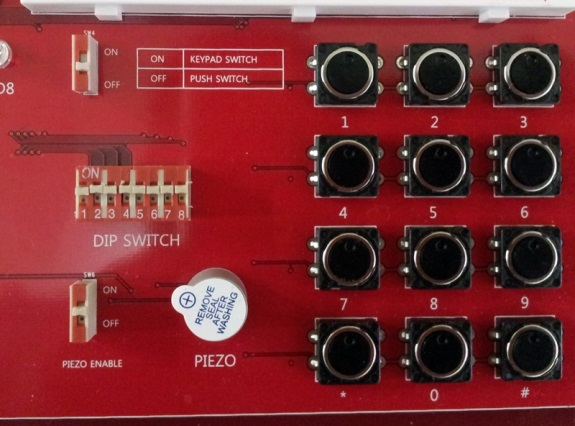 SW4
ON
OFF
ON KEYPAD SWITCH
OFF PUSH SWITCH
D8
1 2 3
ON
1 2 3 4 5 6 7 8
DIP SWITCH
4 5 6
SW6
ON
OFF
PIEZO ENABLE
REMOVE
SEAL
AFTER
WASHING
PIEZO
7 8 9
* 0 #